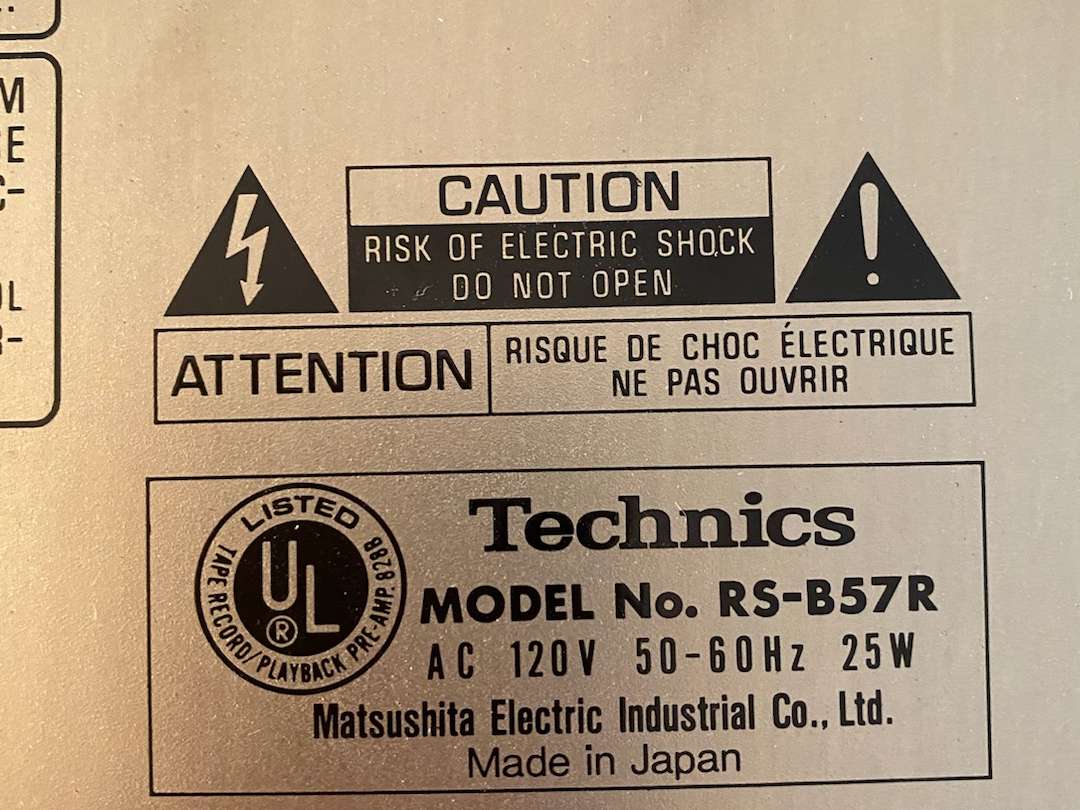 M
E
C-
OL
R-
CAUTION
RISK OF ELECTRIC SHOCK
DO NOT OPEN
ATTENTION
RISQUE DE CHOC ÉLECTRIQUE
NE PAS OUVRIR
LISTED
UL
®
TAPE RECORD/PLAYBACK PRE-AMP. 828B
Technics
MODEL No. RS-B57R
AC 120V 50-60Hz 25W
Matsushita Electric Industrial Co., Ltd.
Made in Japan